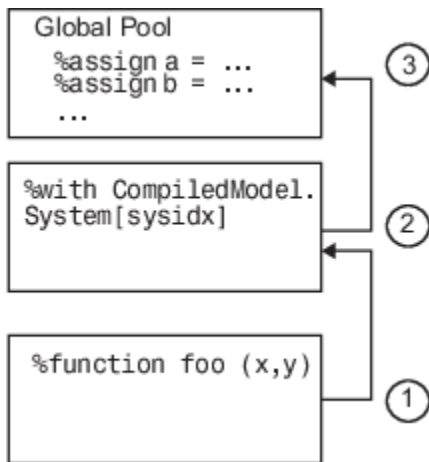 Global Pool
%assign a = ...
%assign b = ...
...
3
%with CompiledModel.
System[sysidx]
2
%function foo (x,y)
1